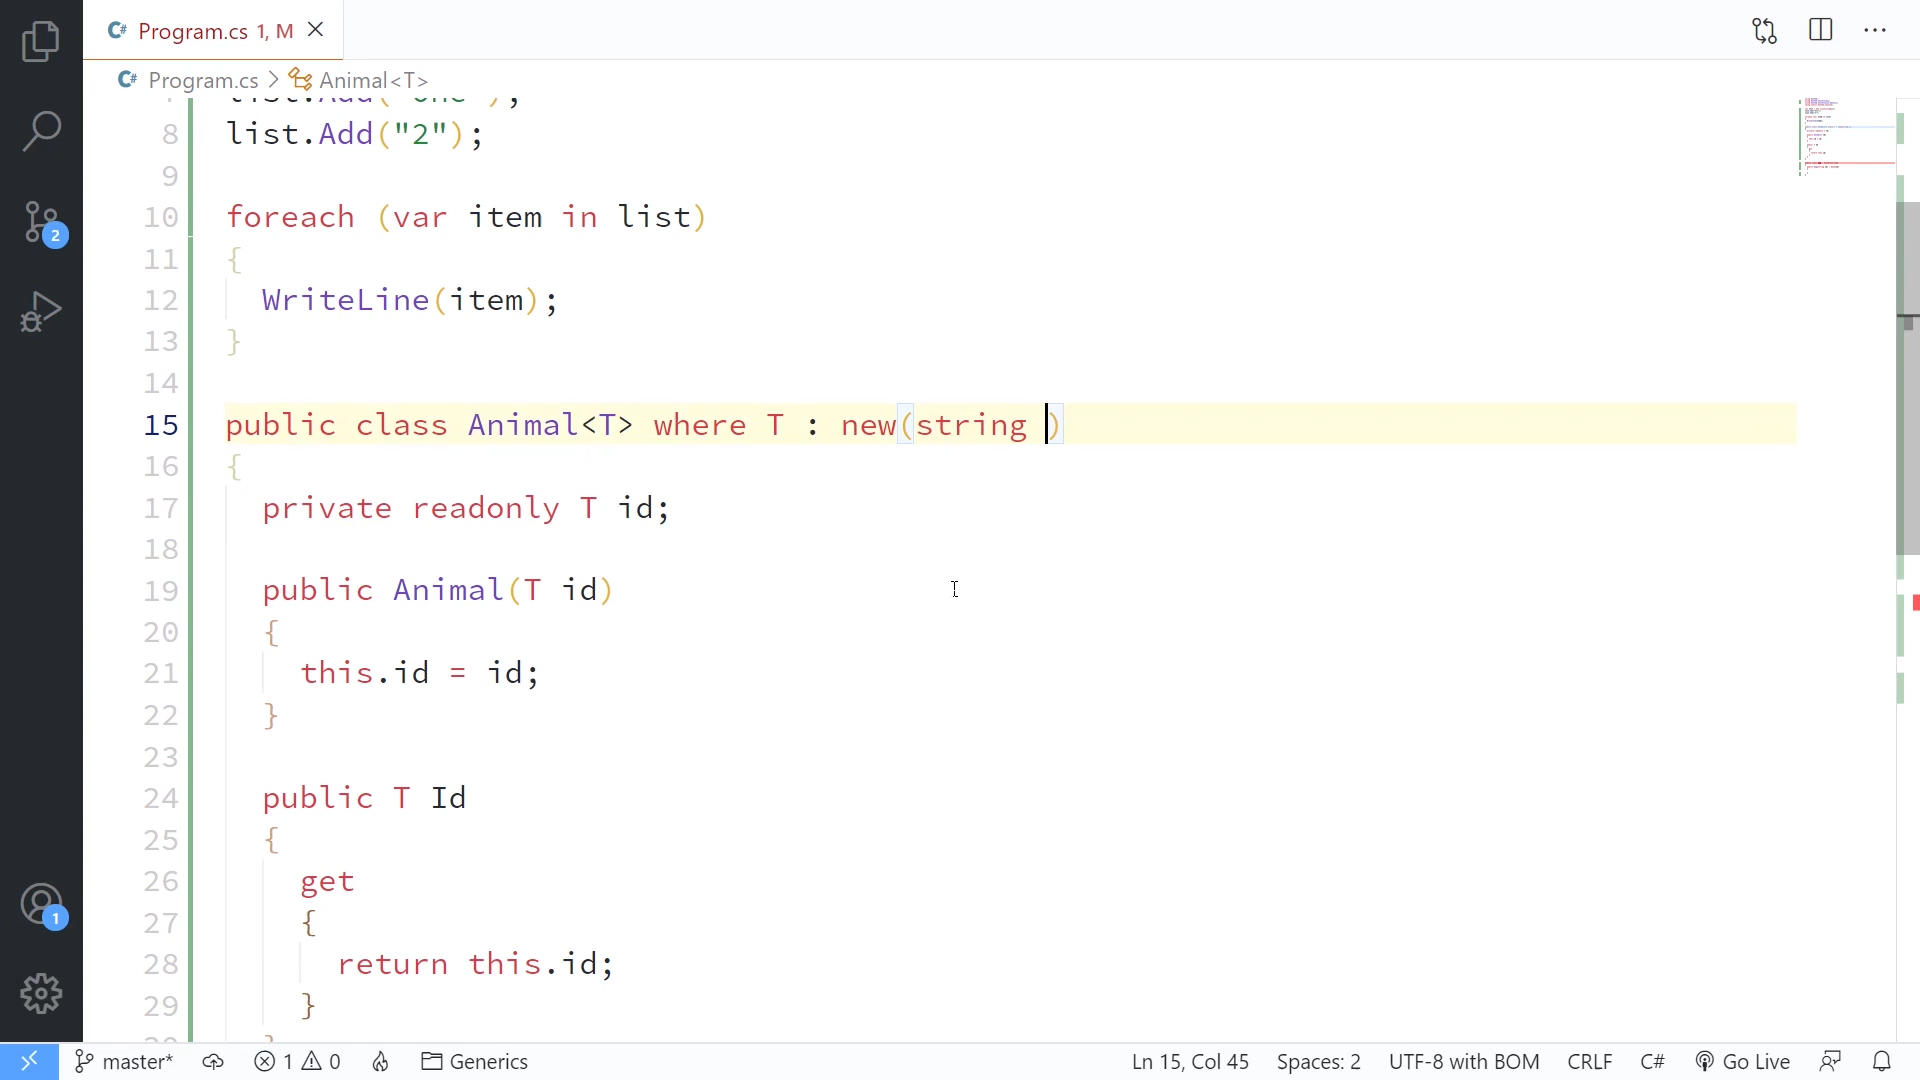 C# Program.cs 1, M
C# Program.cs > Animal<T>
8 list.Add("2");
9
10 foreach (var item in list)
11 {
12 WriteLine(item);
13 }
14
15 public class Animal<T> where T : new(string )
16 {
17 private readonly T id;
18
19 public Animal(T id)
20 {
21 this.id = id;
22 }
23
24 public T Id
25 {
26 get
27 {
28 return this.id;
29 }
2
1
master* 1 0 Generics Ln 15, Col 45 Spaces: 2 UTF-8 with BOM CRLF C# Go Live